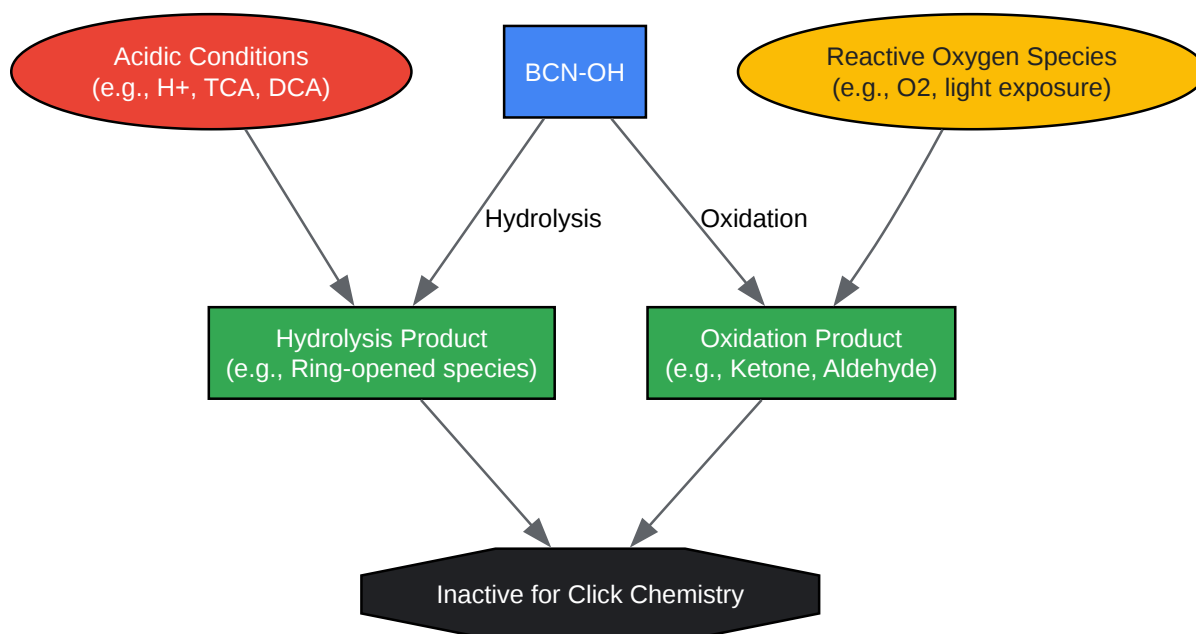 Acidic Conditions
(e.g., H+, TCA, DCA)
BCN-OH
Reactive Oxygen Species
(e.g., O2, light exposure)
Hydrolysis
Oxidation
Hydrolysis Product
(e.g., Ring-opened species)
Oxidation Product
(e.g., Ketone, Aldehyde)
Inactive for Click Chemistry